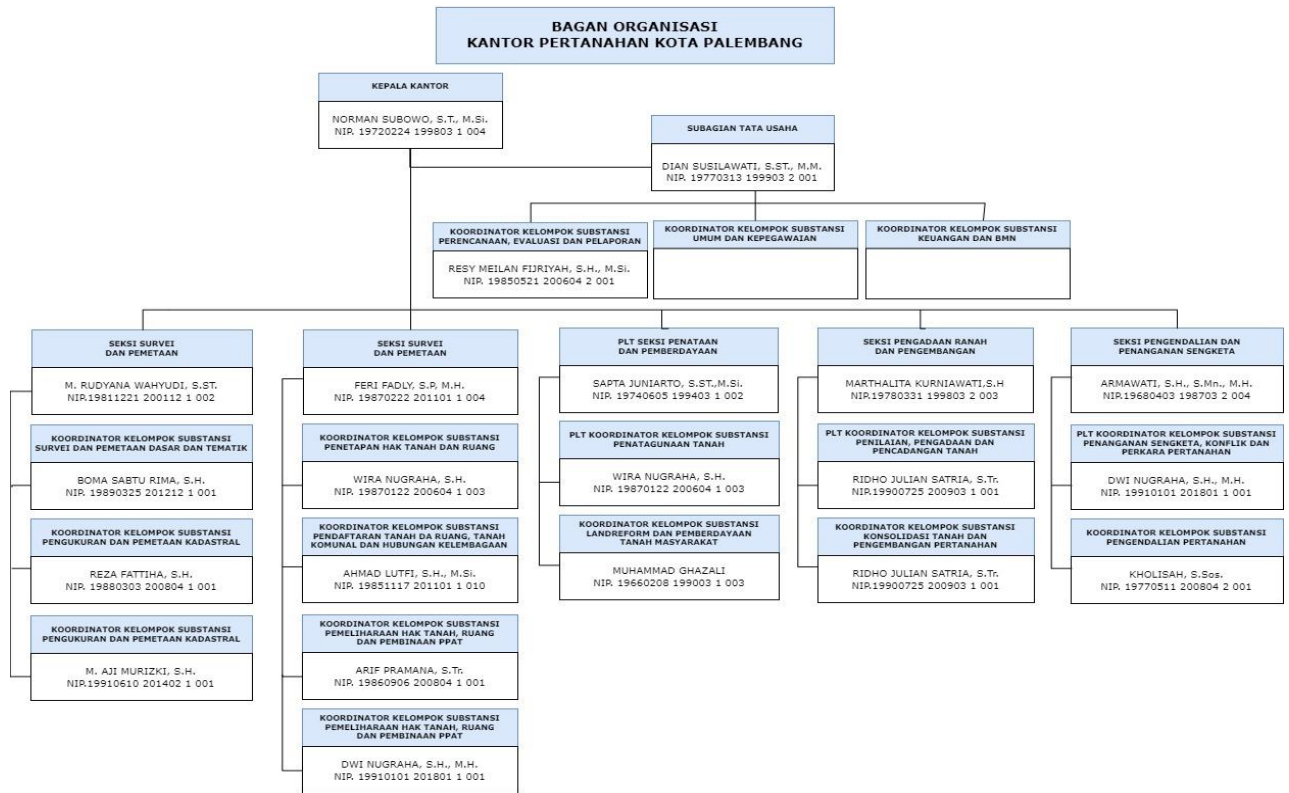 BAGAN ORGANISASI
KANTOR PERTANAHAN KOTA PALEMBANG
KEPALA KANTOR
NORMAN SUBOWO, S.T., M.Si.
NIP. 19720224 199803 1 004
SUBAGIAN TATA USAHA
DIAN SUSILAWATI, S.ST., M.M.
NIP. 19770313 199903 2 001
KOORDINATOR KELOMPOK SUBSTANSI
PERENCANAAN, EVALUASI DAN PELAPORAN
RESY MEILAN FIJRIYAH, S.H., M.Si.
NIP. 19850521 200604 2 001
KOORDINATOR KELOMPOK SUBSTANSI
UMUM DAN KEPEGAWAIAN
KOORDINATOR KELOMPOK SUBSTANSI
KEUANGAN DAN BMN
SEKSI SURVEI
DAN PEMETAAN
M. RUDYANA WAHYUDI, S.ST.
NIP.19811221 200112 1 002
KOORDINATOR KELOMPOK SUBSTANSI
SURVEI DAN PEMETAAN DASAR DAN TEMATIK
BOMA SABTU RIMA, S.H.
NIP. 19890325 201212 1 001
KOORDINATOR KELOMPOK SUBSTANSI
PENGUKURAN DAN PEMETAAN KADASTRAL
REZA FATTIHA, S.H.
NIP. 19880303 200804 1 001
KOORDINATOR KELOMPOK SUBSTANSI
PENGUKURAN DAN PEMETAAN KADASTRAL
M. AJI MURIZKI, S.H.
NIP.19910610 201402 1 001
SEKSI SURVEI
DAN PEMETAAN
FERI FADLY, S.P, M.H.
NIP. 19870222 201101 1 004
KOORDINATOR KELOMPOK SUBSTANSI
PENETAPAN HAK TANAH DAN RUANG
WIRA NUGRAHA, S.H.
NIP. 19870122 200604 1 003
KOORDINATOR KELOMPOK SUBSTANSI
PENDAFTARAN TANAH DA RUANG, TANAH
KOMUNAL DAN HUBUNGAN KELEMBAGAAN
AHMAD LUTFI, S.H., M.Si.
NIP. 19851117 201101 1 010
KOORDINATOR KELOMPOK SUBSTANSI
PEMELIHARAAN HAK TANAH, RUANG
DAN PEMBINAAN PPAT
ARIF PRAMANA, S.Tr.
NIP. 19860906 200804 1 001
KOORDINATOR KELOMPOK SUBSTANSI
PEMELIHARAAN HAK TANAH, RUANG
DAN PEMBINAAN PPAT
DWI NUGRAHA, S.H., M.H.
NIP. 19910101 201801 1 001
PLT SEKSI PENATAAN
DAN PEMBERDAYAAN
SAPTA JUNIARTO, S.ST.,M.Si.
NIP. 19740605 199403 1 002
PLT KOORDINATOR KELOMPOK SUBSTANSI
PENATAGUNAAN TANAH
WIRA NUGRAHA, S.H.
NIP. 19870122 200604 1 003
KOORDINATOR KELOMPOK SUBSTANSI
LANDREFORM DAN PEMBERDAYAAN
TANAH MASYARAKAT
MUHAMMAD GHAZALI
NIP. 19660208 199003 1 003
SEKSI PENGADAAN RANAH
DAN PENGEMBANGAN
MARTHALITA KURNIAWATI,S.H
NIP.19780331 199803 2 003
PLT KOORDINATOR KELOMPOK SUBSTANSI
PENILAIAN, PENGADAAN DAN
PENCADANGAN TANAH
RIDHO JULIAN SATRIA, S.Tr.
NIP.19900725 200903 1 001
KOORDINATOR KELOMPOK SUBSTANSI
KONSOLIDASI TANAH DAN
PENGEMBANGAN PERTANAHAN
RIDHO JULIAN SATRIA, S.Tr.
NIP.19900725 200903 1 001
SEKSI PENGENDALIAN DAN
PENANGANAN SENGKETA
ARMAWATI, S.H., S.Mn., M.H.
NIP.19680403 198703 2 004
PLT KOORDINATOR KELOMPOK SUBSTANSI
PENANGANAN SENGKETA, KONFLIK DAN
PERKARA PERTANAHAN
DWI NUGRAHA, S.H., M.H.
NIP. 19910101 201801 1 001
KOORDINATOR KELOMPOK SUBSTANSI
PENGENDALIAN PERTANAHAN
KHOLISAH, S.Sos.
NIP. 19770511 200804 2 001